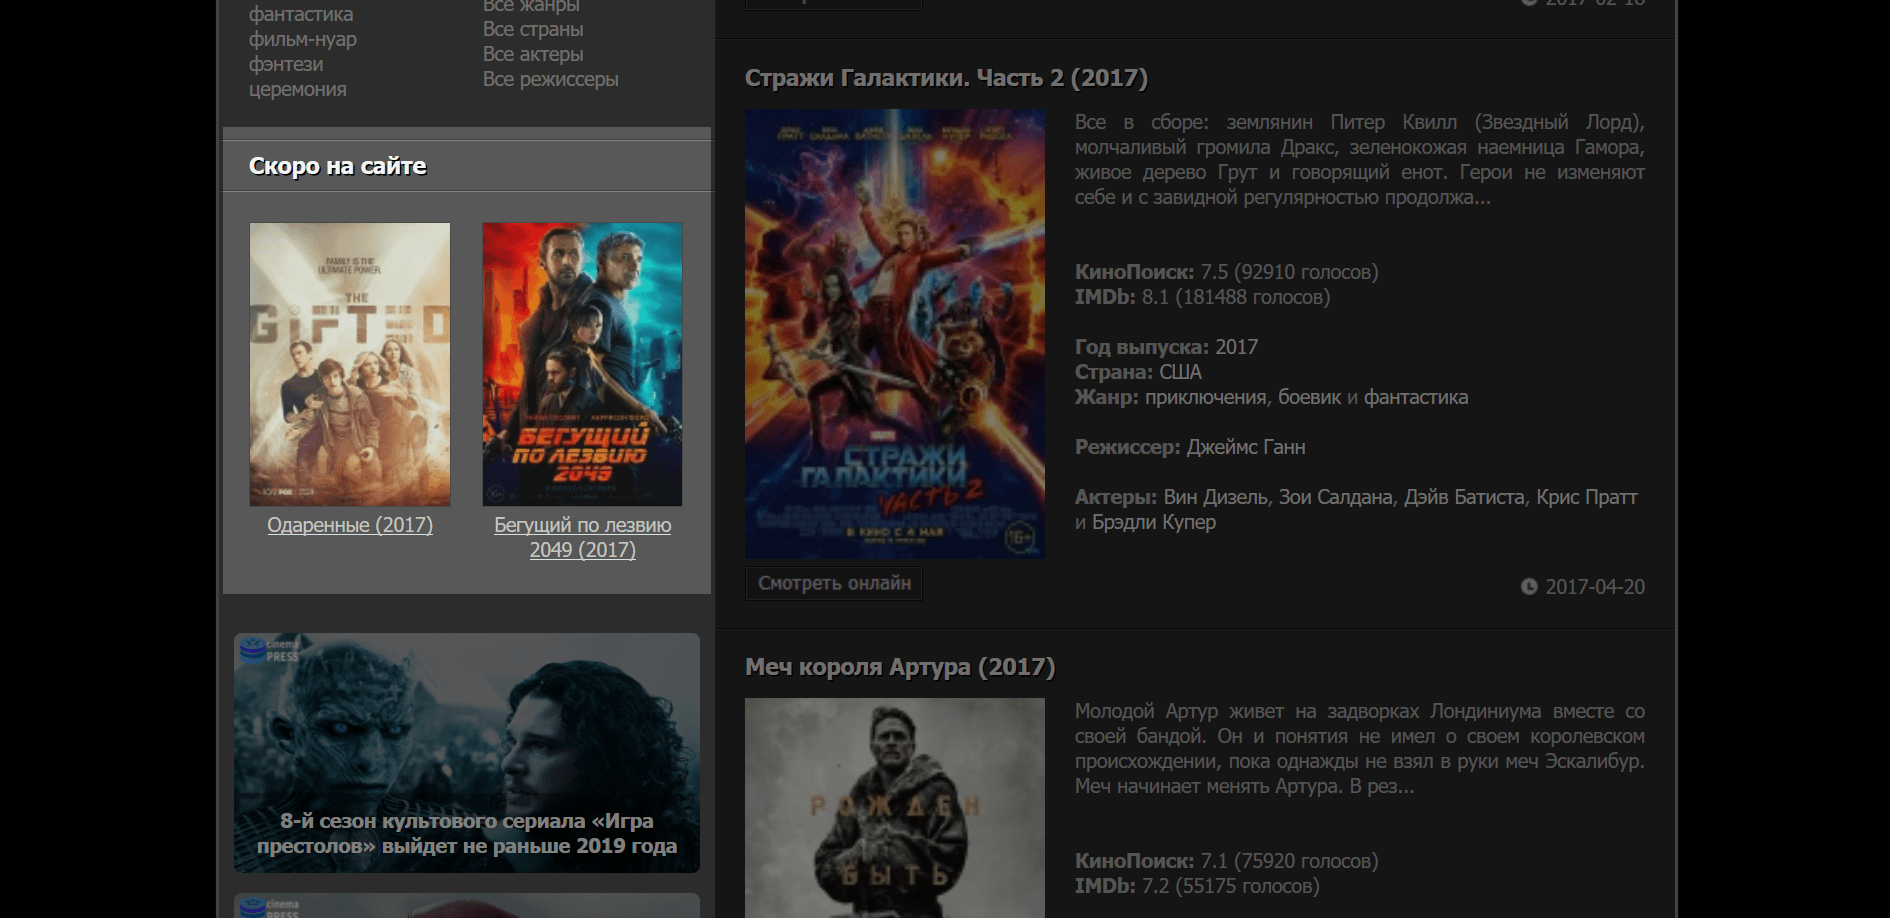 фантастика
фильм-нуар
фэнтези
церемония
Все жанры
Все страны
Все актеры
Все режиссеры
Скоро на сайте
FAMILY IS THE
ULTIMATE POWER.
THE
GIFTED
Одаренные (2017)
БЕГУЩИЙ
ПО ЛЕЗВИЮ
2049
Бегущий по лезвию
2049 (2017)
cinema
PRESS
8-й сезон культового сериала «Игра
престолов» выйдет не раньше 2019 года
cinema
PRESS
Стражи Галактики. Часть 2 (2017)
СТРАЖИ
ГАЛАКТИКИ
ЧАСТЬ 2
В КИНО С 4 МАЯ
16+
Все в сборе: землянин Питер Квилл (Звездный Лорд),
молчаливый громила Дракс, зеленокожая наемница Гамора,
живое дерево Грут и говорящий енот. Герои не изменяют
себе и с завидной регулярностью продолжа...
КиноПоиск: 7.5 (92910 голосов)
IMDb: 8.1 (181488 голосов)
Год выпуска: 2017
Страна: США
Жанр: приключения, боевик и фантастика
Режиссер: Джеймс Ганн
Актеры: Вин Дизель, Зои Салдана, Дэйв Батиста, Крис Пратт
и Брэдли Купер
Смотреть онлайн
2017-04-20
Меч короля Артура (2017)
РОЖДЕН
БЫТЬ
Молодой Артур живет на задворках Лондиниума вместе со
своей бандой. Он и понятия не имел о своем королевском
происхождении, пока однажды не взял в руки меч Эскалибур.
Меч начинает менять Артура. В рез...
КиноПоиск: 7.1 (75920 голосов)
IMDb: 7.2 (55175 голосов)